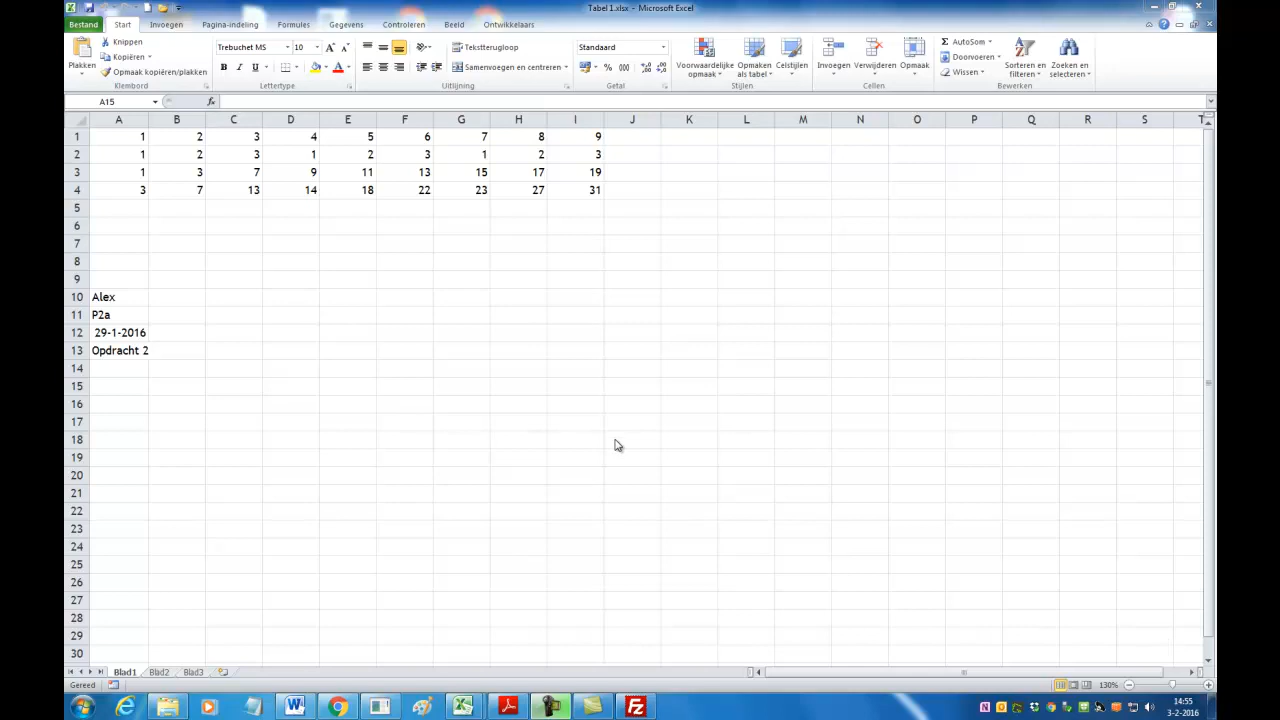 Tabel 1.xlsx - Microsoft Excel
Bestand Start Invoegen Pagina-indeling Formules Gegevens Controleren Beeld Ontwikkelaars
Plakken
Knippen
Kopiëren
Opmaak kopiëren/plakken
Klembord
Trebuchet MS 10
B I U
Lettertype
Tekstterugloop
Samenvoegen en centreren
Uitlijning
Standaard
% 000
Getal
Voorwaardelijke opmaak
Opmaken als tabel
Celstijlen
Stijlen
Invoegen Verwijderen Opmaak
Cellen
AutoSom
Doorvoeren
Wissen
Sorteren en filteren
Zoeken en selecteren
Bewerken
A15 fx
A B C D E F G H I J K L M N O P Q R S T
1 1 2 3 4 5 6 7 8 9
2 1 2 3 1 2 3 1 2 3
3 1 3 7 9 11 13 15 17 19
4 3 7 13 14 18 22 23 27 31
5
6
7
8
9
10 Alex
11 P2a
12 29-1-2016
13 Opdracht 2
14
15
16
17
18
19
20
21
22
23
24
25
26
27
28
29
30
Blad1 Blad2 Blad3
Gereed 130%
14:55
3-2-2016